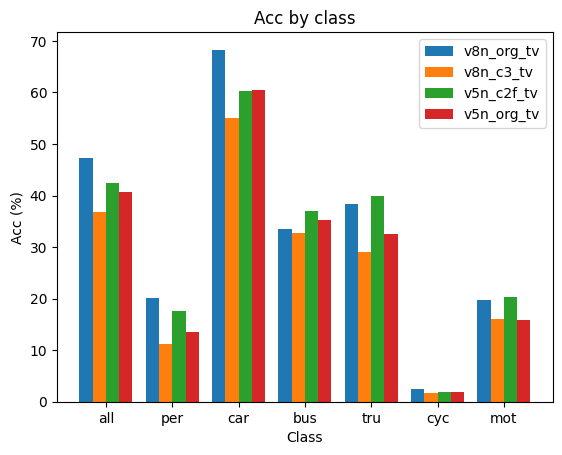 Acc by class
v8n_org_tv
v8n_c3_tv
v5n_c2f_tv
v5n_org_tv
Acc (%)
70
60
50
40
30
20
10
0
all per car bus tru cyc mot
Class